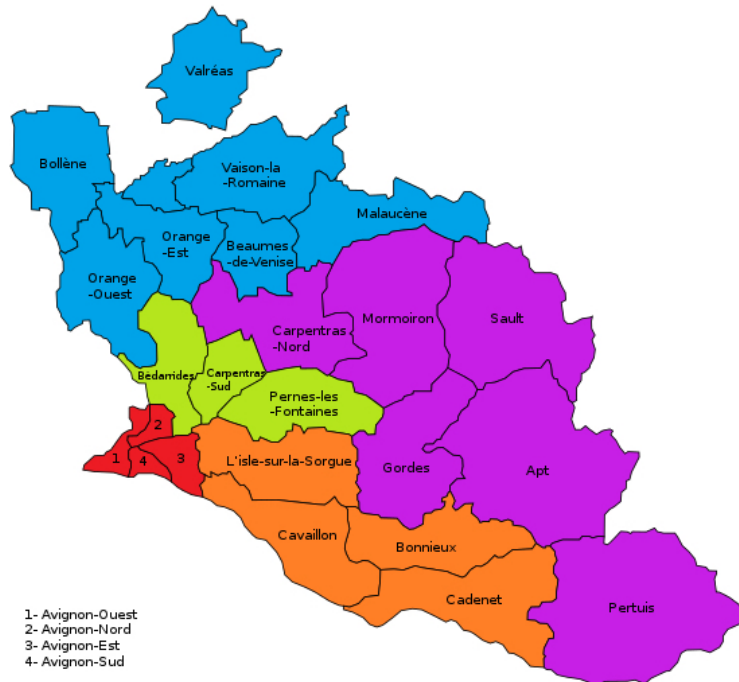 Valréas
Bollène
Vaison-la
-Romaine
Malaucène
Orange
-Est
Beaumes
-de-Venise
Orange
-Ouest
Mormoiron
Sault
Carpentras
-Nord
Bédarrides
Carpentras
-Sud
Pernes-les
-Fontaines
2
1
4
3
L'isle-sur-la-Sorgue
Gordes
Apt
Cavaillon
Bonnieux
Cadenet
Pertuis
1- Avignon-Ouest
2- Avignon-Nord
3- Avignon-Est
4- Avignon-Sud